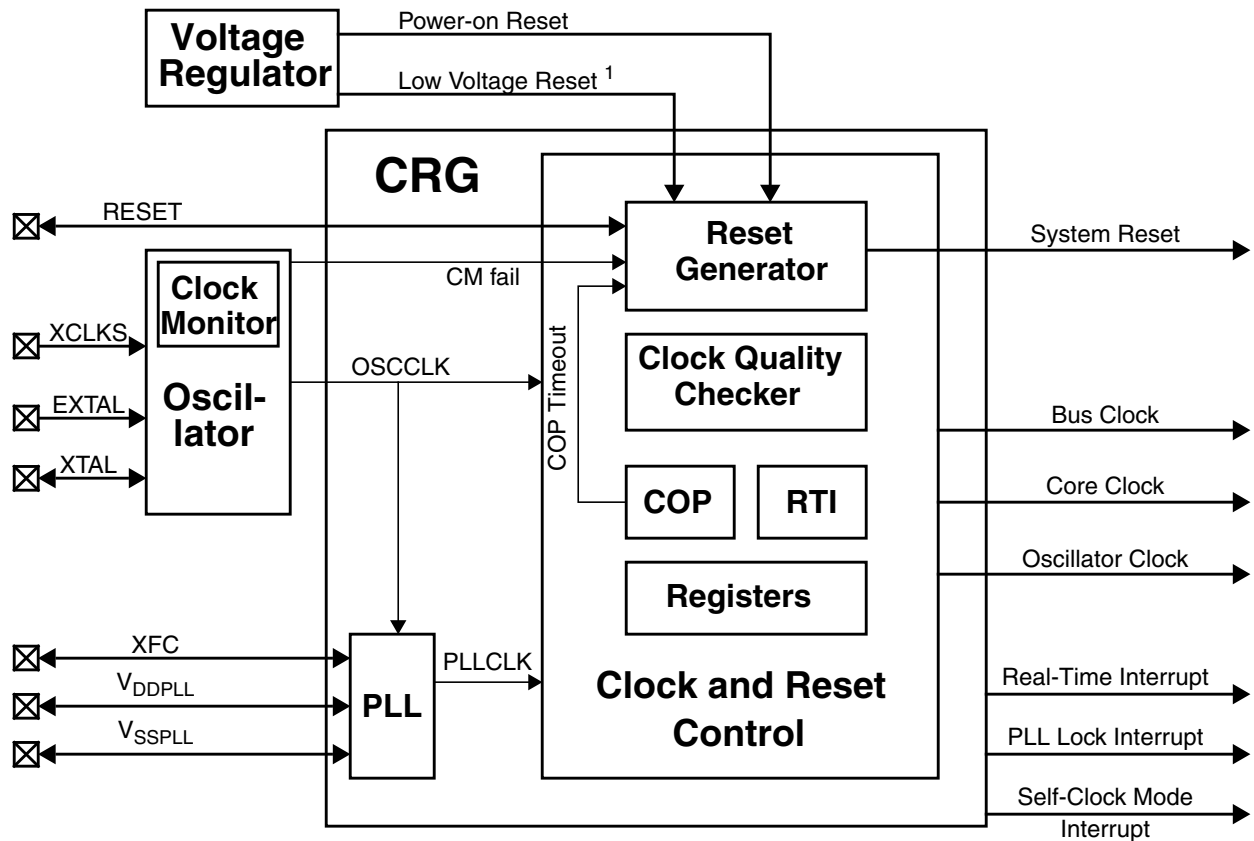 Power-on Reset
Voltage
Regulator
Low Voltage Reset 1
CRG
RESET
Reset
Generator
System Reset
CM fail
Clock
Monitor
XCLKS
OSCCLK
COP Timeout
Clock Quality
Checker
EXTAL
Oscil-
lator
Bus Clock
XTAL
COP
RTI
Core Clock
Oscillator Clock
Registers
XFC
VDDPLL
VSSPLL
PLL
PLLCLK
Clock and Reset
Control
Real-Time Interrupt
PLL Lock Interrupt
Self-Clock Mode
Interrupt